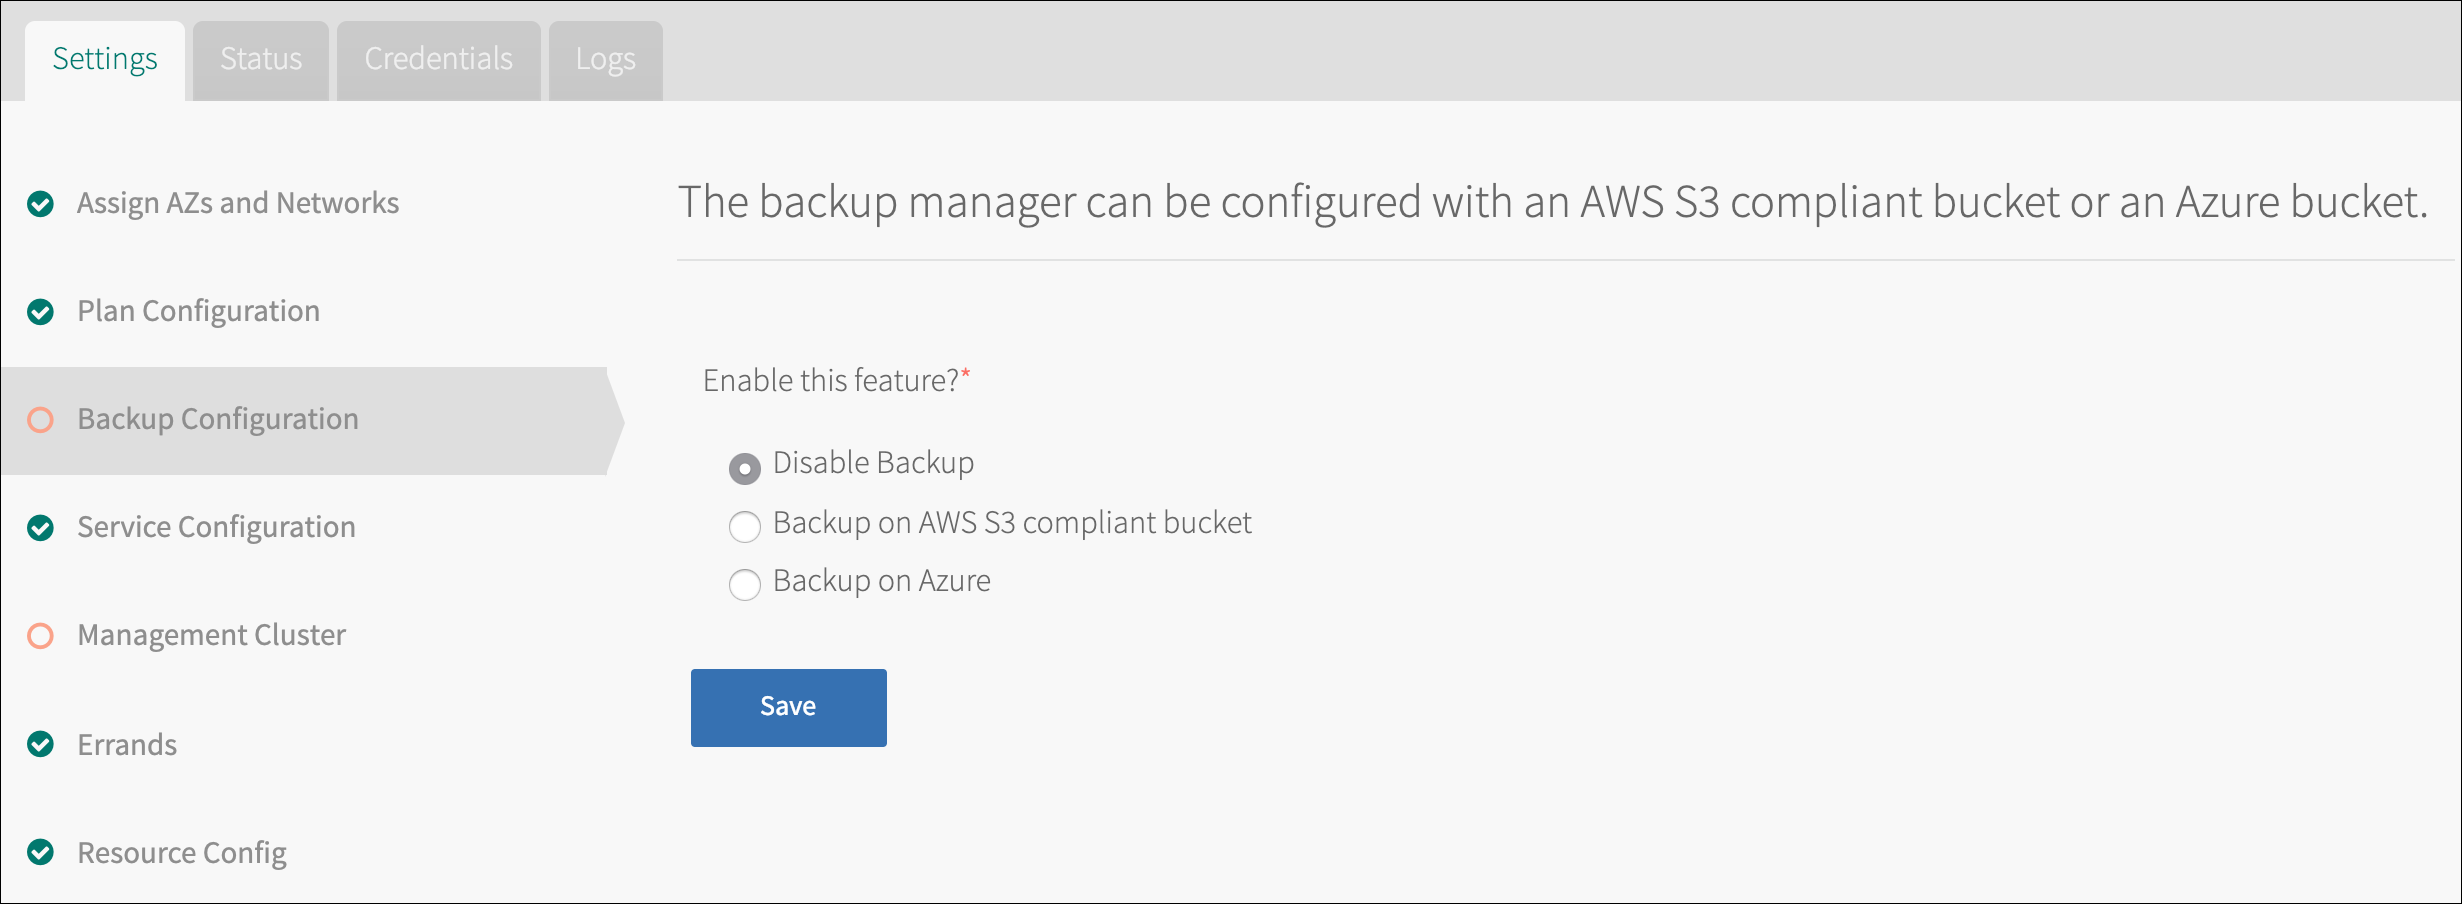 Settings
Status
Credentials
Logs
Assign AZs and Networks
Plan Configuration
Backup Configuration
Service Configuration
Management Cluster
Errands
Resource Config
The backup manager can be configured with an AWS S3 compliant bucket or an Azure bucket.
Enable this feature?*
Disable Backup
Backup on AWS S3 compliant bucket
Backup on Azure
Save